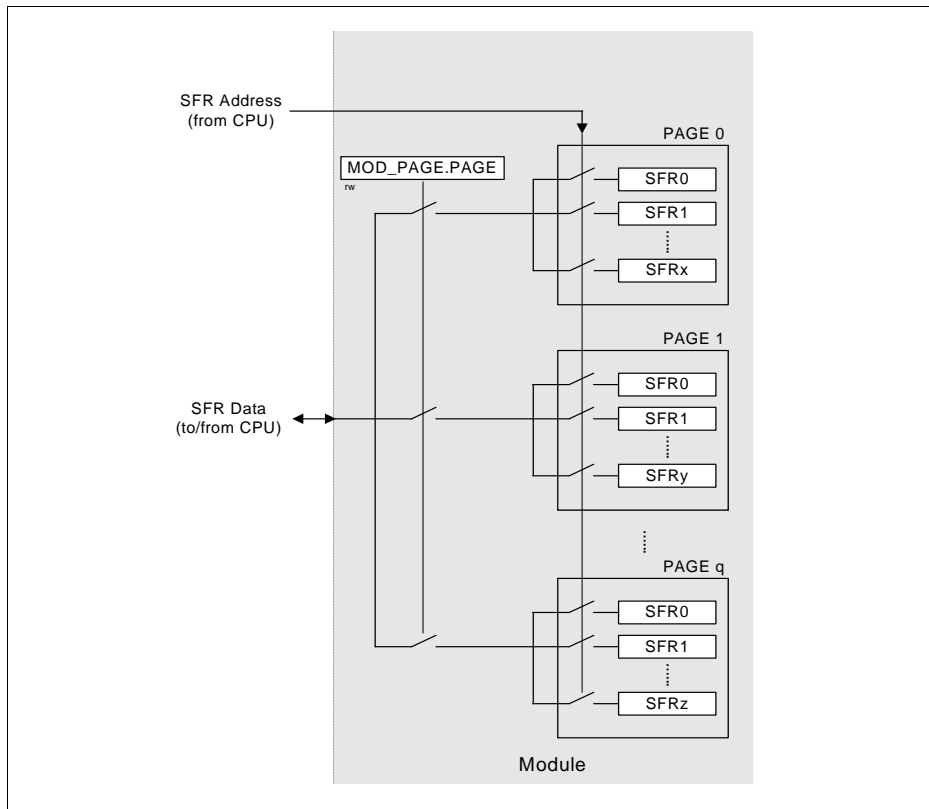 SFR Address
(from CPU)
PAGE 0
MOD_PAGE.PAGE
rw
SFR0
SFR1
SFRx
PAGE 1
SFR0
SFR Data
(to/from CPU)
SFR1
SFRy
PAGE q
SFR0
SFR1
SFRz
Module